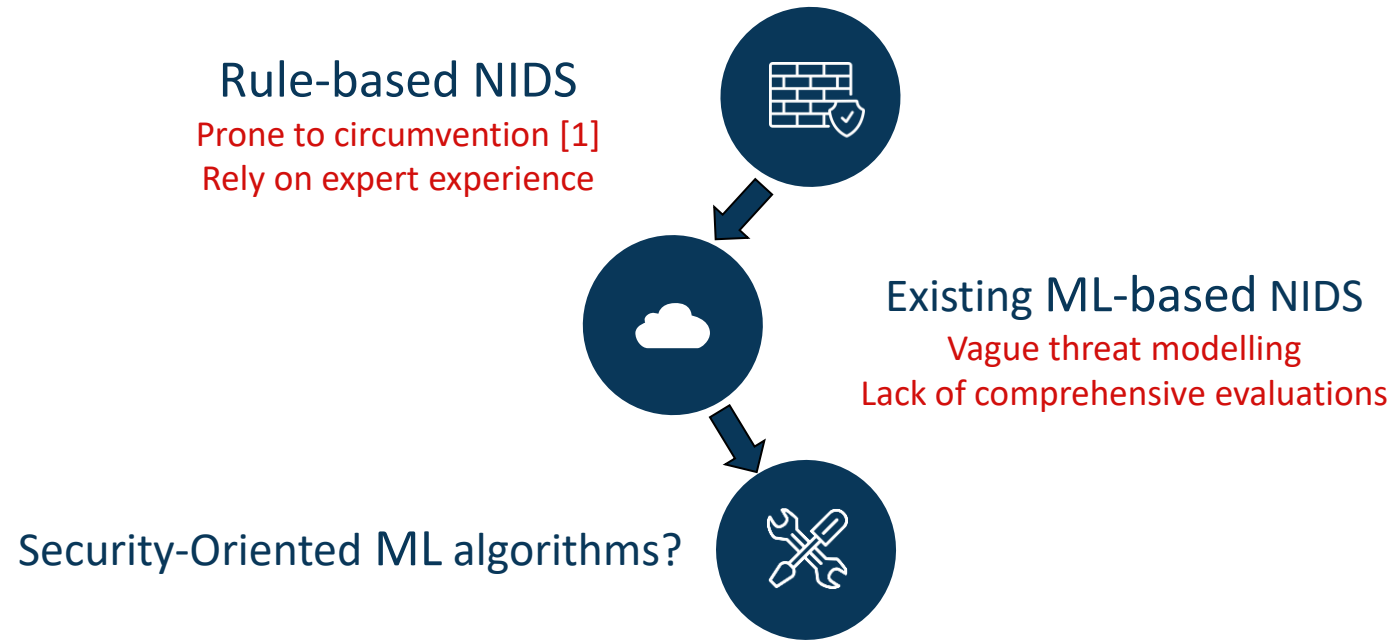 Rule-based NIDS
Prone to circumvention [1]
Rely on expert experience
Existing ML-based NIDS
Vague threat modelling
Lack of comprehensive evaluations
Security-Oriented ML algorithms?